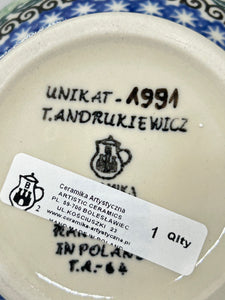 UNIKAT - 1991
T. ANDRUKIEWICZ
Ceramika Artystyczna
ARTISTIC CERAMICS
PL. 59-700 BOLESŁAWIEC
UL. KOŚCIUSZKI 23
www.ceramika-artystyczna.pl
2
1 Qlty
IN POLAND
T.A.-64